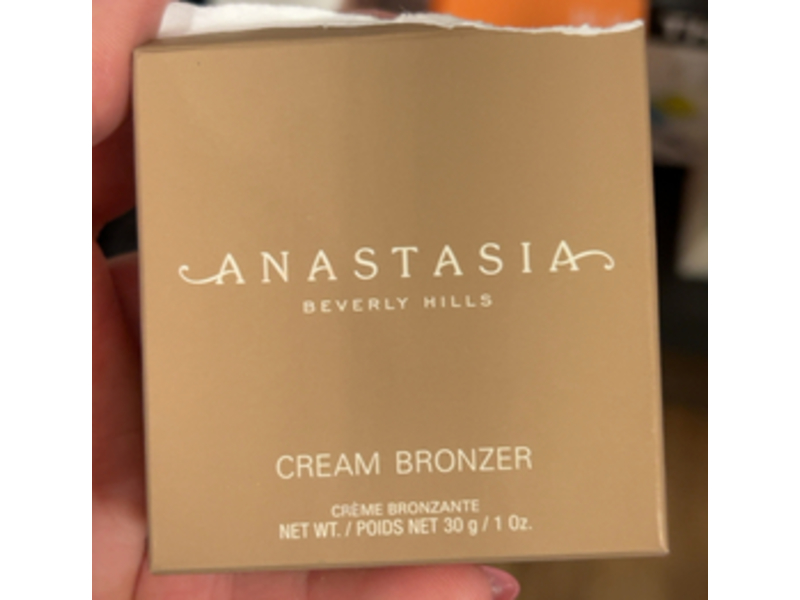 ANASTASIA
BEVERLY HILLS
CREAM BRONZER
CRÈME BRONZANTE
NET WT. / POIDS NET 30 g / 1 Oz.